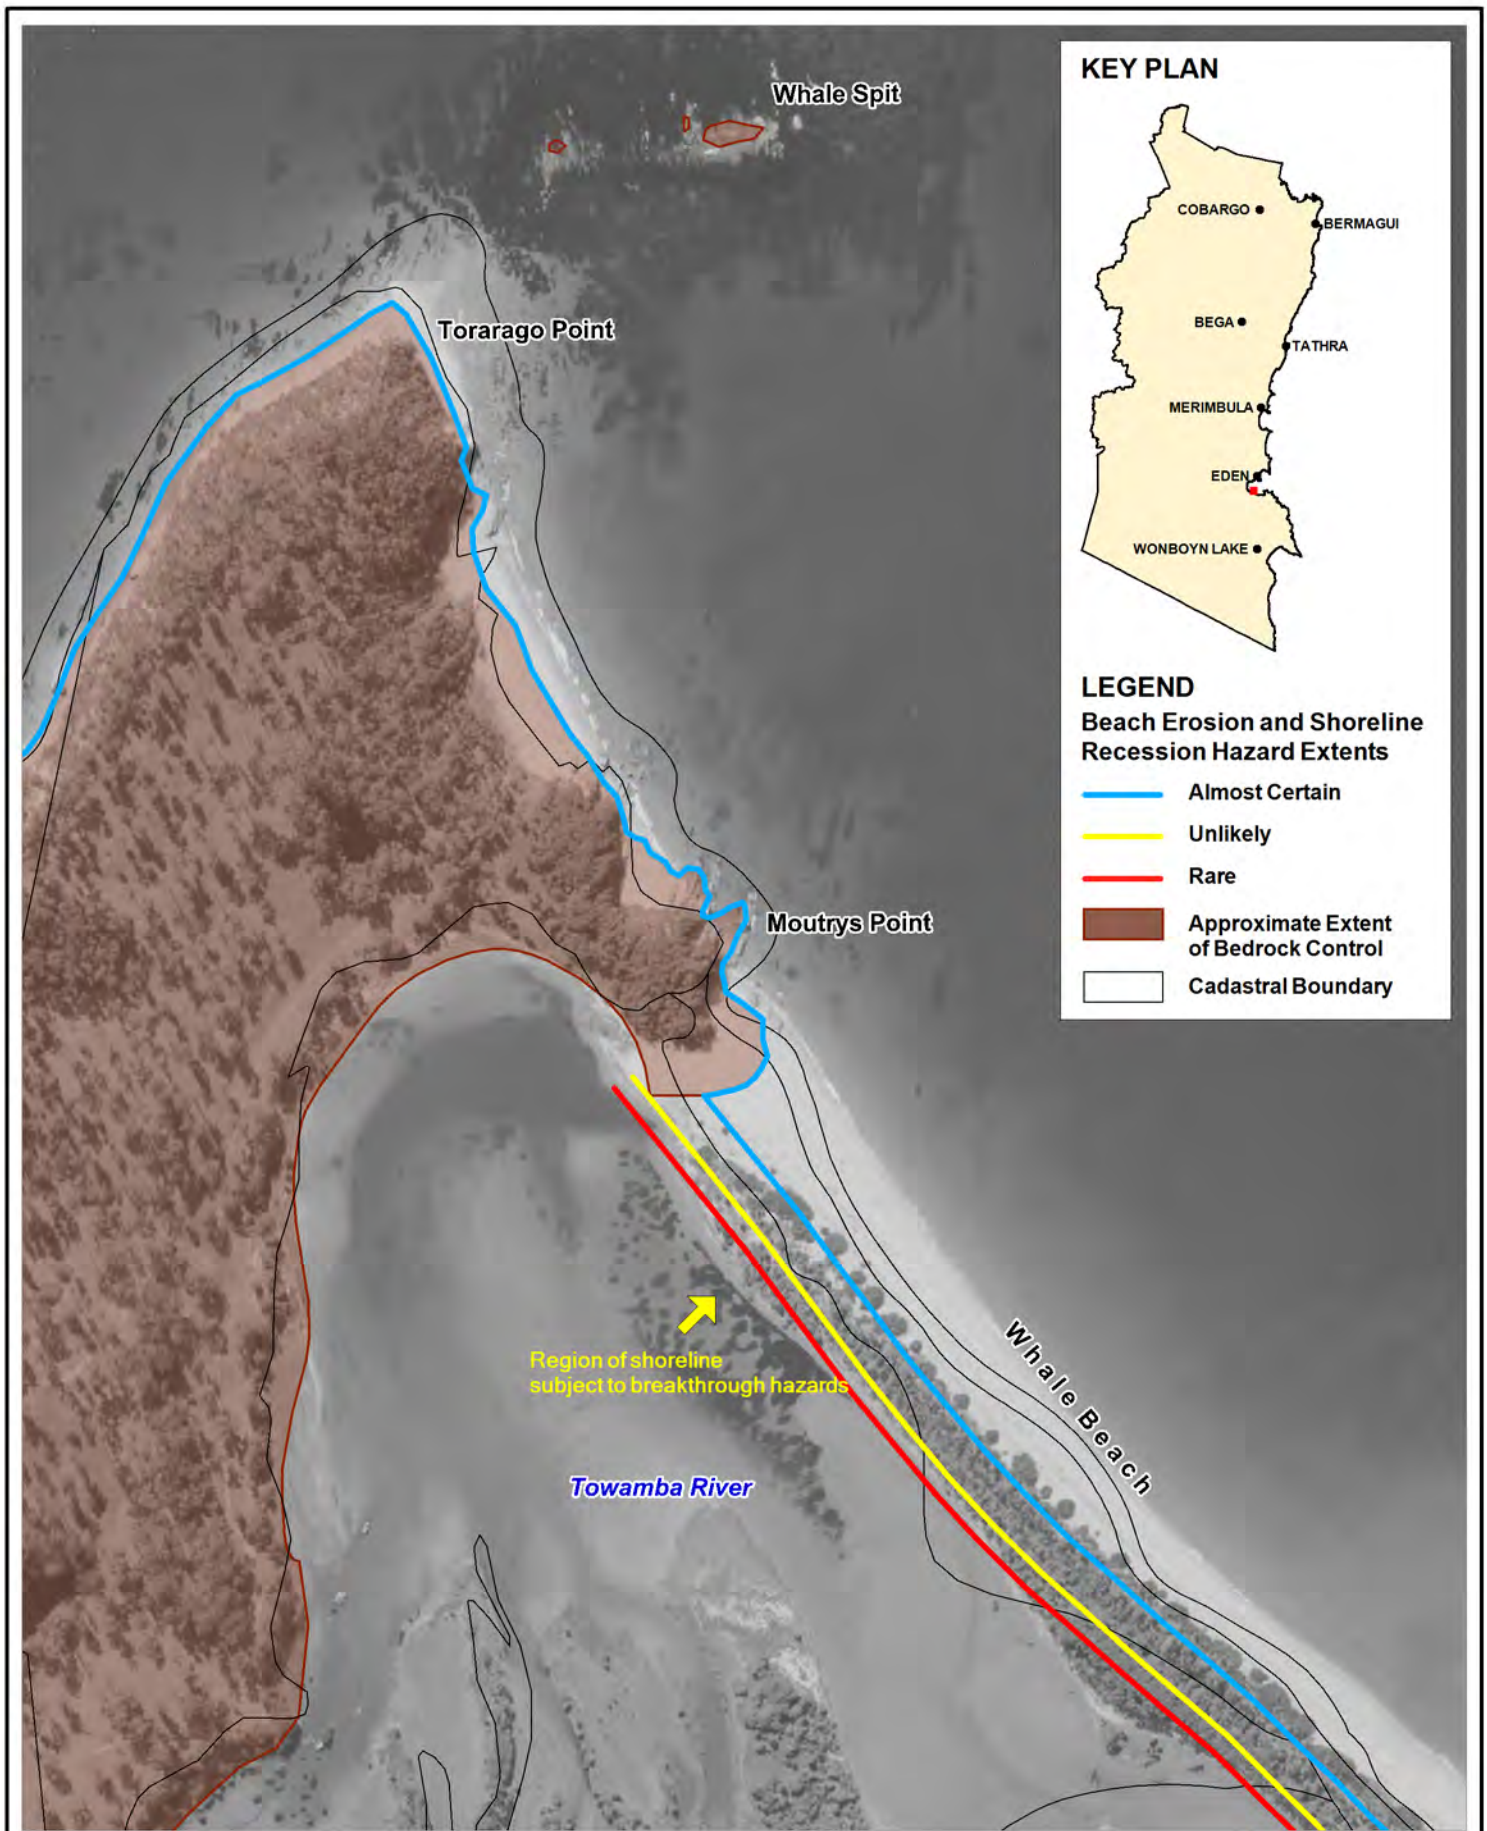 Whale Spit
Torarago Point
Moutrys Point
Whale Beach
Region of shoreline
subject to breakthrough hazards
Towamba River
KEY PLAN
COBARGO
BERMAGUI
BEGA
TATHRA
MERIMBULA
EDEN
WONBOYN LAKE
LEGEND
Beach Erosion and Shoreline
Recession Hazard Extents
Almost Certain
Unlikely
Rare
Approximate Extent
of Bedrock Control
Cadastral Boundary